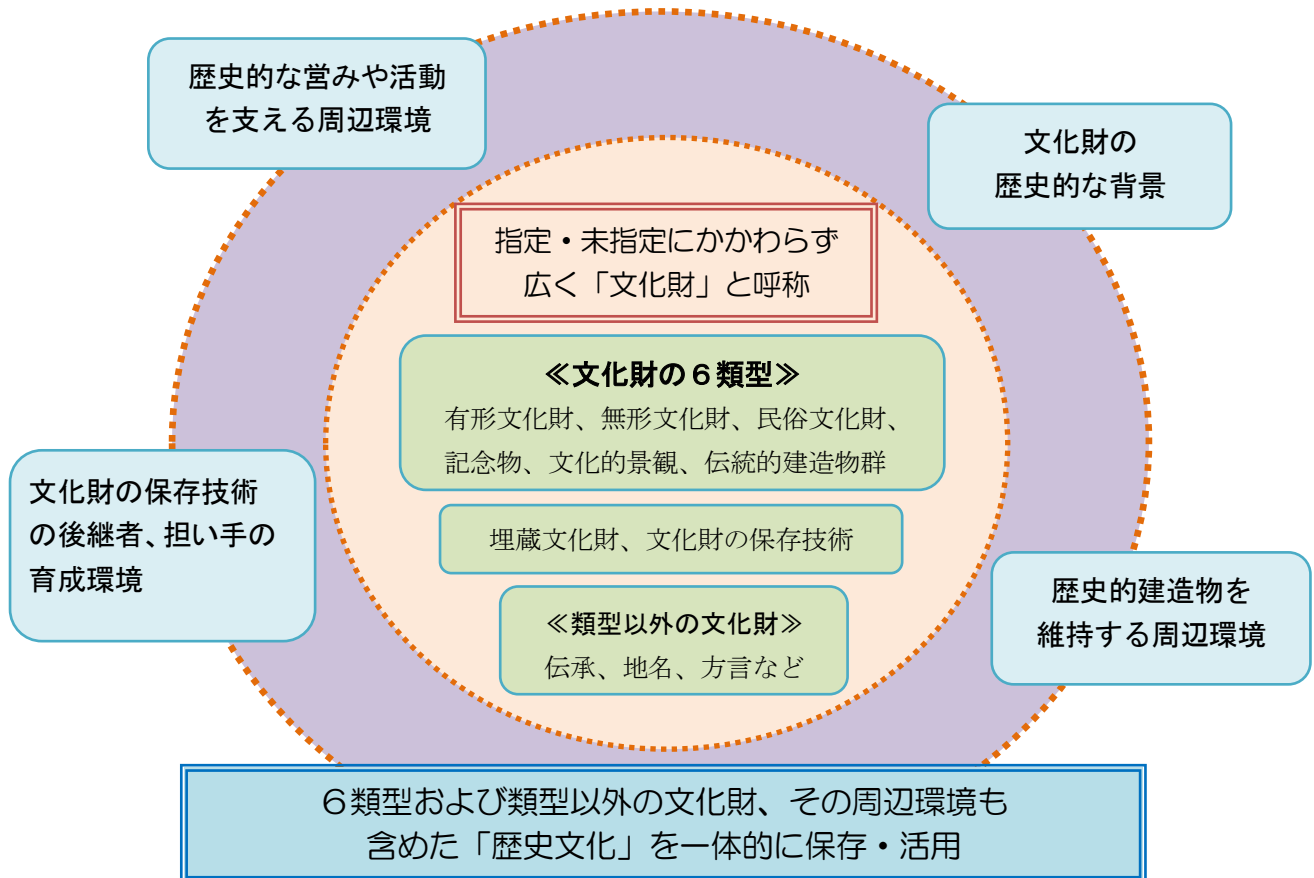 歴史的な営みや活動
を支える周辺環境
文化財の
歴史的な背景
指定・未指定にかかわらず
広く「文化財」と呼称
≪文化財の６類型≫
有形文化財、無形文化財、民俗文化財、
記念物、文化的景観、伝統的建造物群
文化財の保存技術
の後継者、担い手の
育成環境
埋蔵文化財、文化財の保存技術
歴史的建造物を
維持する周辺環境
≪類型以外の文化財≫
伝承、地名、方言など
６類型および類型以外の文化財、その周辺環境も
含めた「歴史文化」を一体的に保存・活用